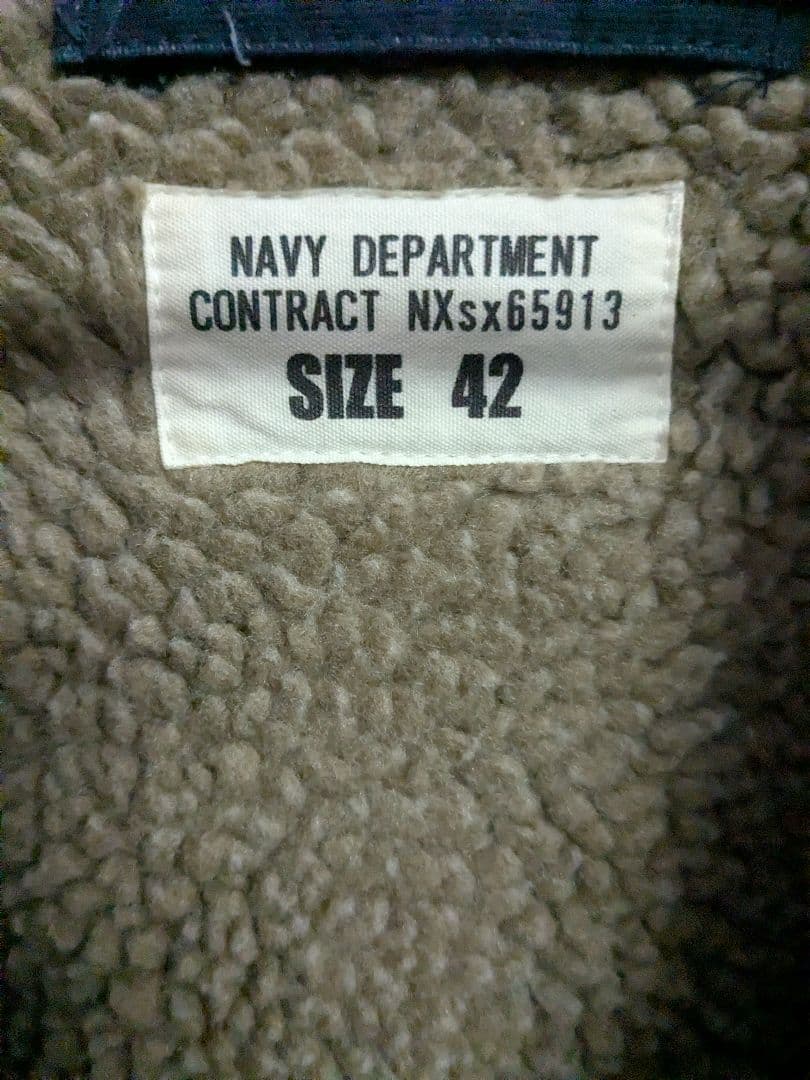 NAVY DEPARTMENT
CONTRACT NXsx65913
SIZE 42